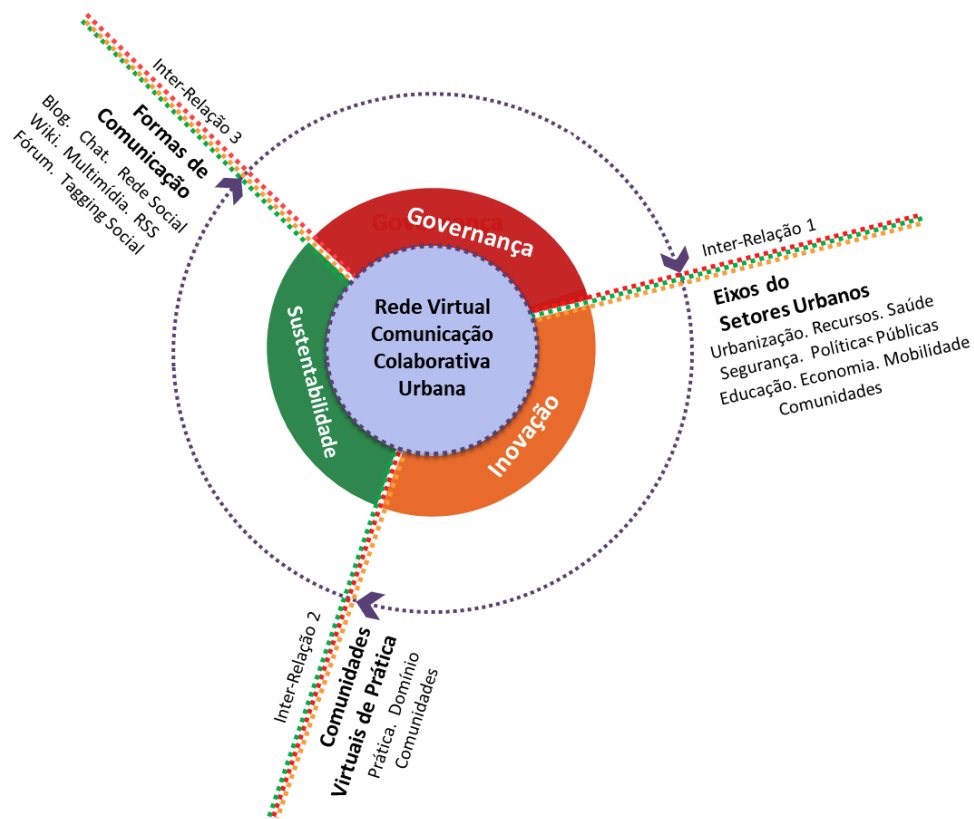 Inter-Relação 3
Formas de
Comunicação
Blog. Chat. Rede Social
Wiki. Multimídia. RSS
Fórum. Tagging Social
Governança
Governança
Inter-Relação 1
Eixos do
Setores Urbanos
Urbanização. Recursos. Saúde
Segurança. Políticas Públicas
Educação. Economia. Mobilidade
Comunidades
Rede Virtual
Comunicação
Colaborativa
Urbana
Sustentabilidade
Inovação
Inter-Relação 2
Comunidades
Virtuais de Prática
Prática. Domínio
Comunidades